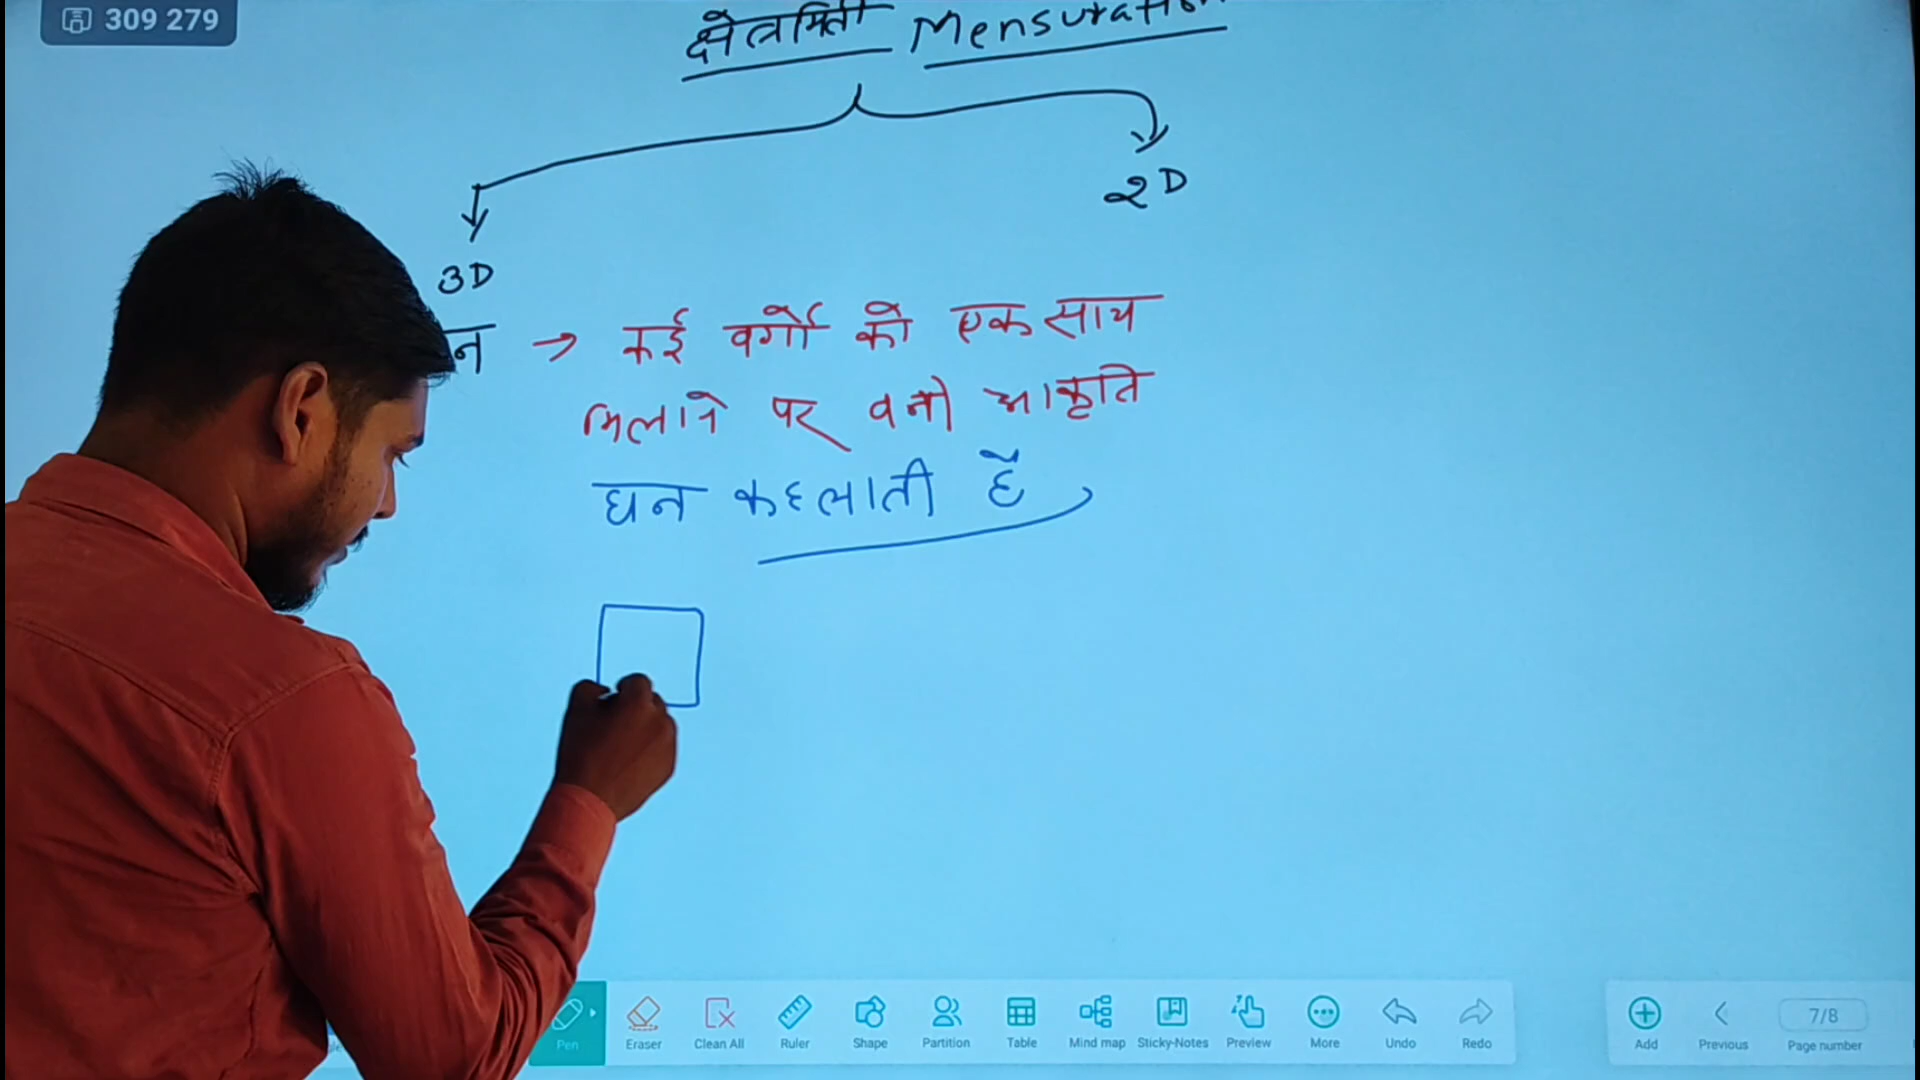 309 279
क्षेत्रमिती Mensuration
2D
3D
न → कई वर्गों को एक साथ
मिलाने पर बनी आकृति
घन कहलाती है
Pen Eraser Clean All Ruler Shape Partition Table Mind map Sticky-Notes Preview More Undo Redo Add Previous 7/8 Page number